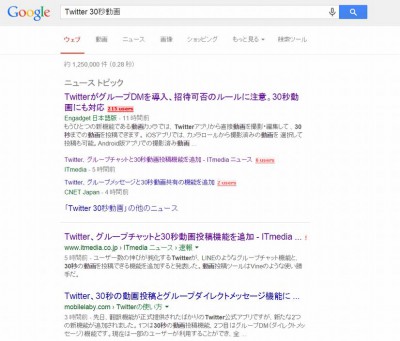 Google
Twitter 30秒動画
ウェブ 動画 ニュース 画像 ショッピング もっと見る 検索ツール
約 1,250,000 件 (0.28 秒)
ニューストピック
TwitterがグループDMを導入、招待可否のルールに注意。30秒動
画にも対応
Engadget 日本語版 - 11時間前
もうひとつの新機能である動画カメラでは、Twitterアプリから直接動画を撮影・編集して、30
秒までの動画を投稿できます。iOSアプリでは、カメラロールから動画を選択して
投稿も可能。Android版アプリでは撮影済み動画 ...
Twitter、グループチャットと30秒動画投稿機能を追加 - ITmedia ニュース 6 users
ITmedia - 5 時間前
Twitter、グループメッセージと30秒動画共有の機能を追加 2 users
CNET Japan - 4 時間前
「Twitter 30秒動画」の他のニュース
Twitter、グループチャットと30秒動画投稿機能を追加 - ITmedia ...
www.itmedia.co.jp › ITmedia ニュース › 速報
5 時間前 - ユーザー数の伸びが鈍化するTwitterが、LINEのようなグループチャット機能と、
30秒の動画を投稿できる機能を追加すると発表した。動画投稿ツールはVineのような使い勝
手だ。
Twitter、30秒の動画投稿とグループダイレクトメッセージ機能に ...
mobilelaby.com › Twitterの使い方
3 時間前 - 先日、翻訳機能が正式提供されたばかりのTwitter公式アプリですが、新たな2つ
の新機能が追加されました。1つは30秒の動画投稿機能、2つ目はグループDM(ダイレクトメ
ッセージ)機能です。現在は一部のユーザーが利用することができ、全 ...